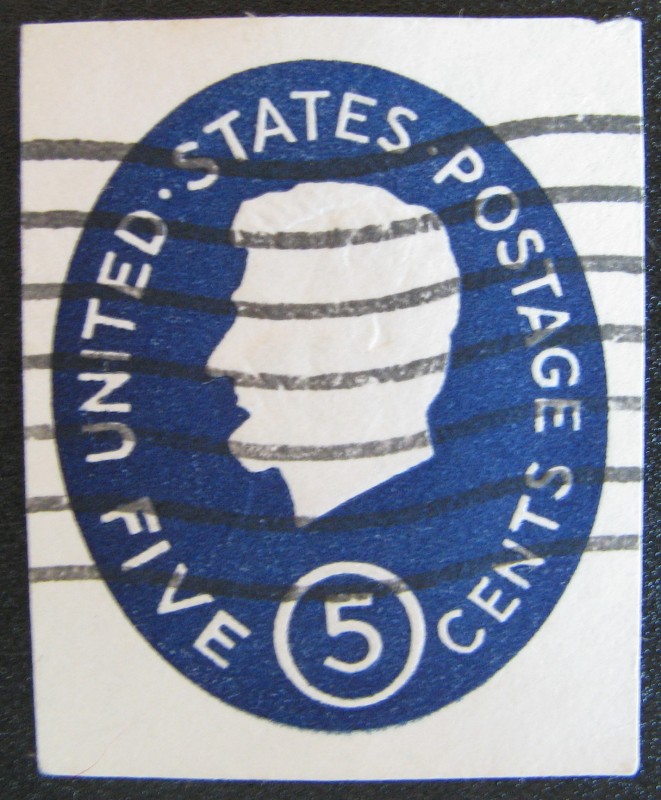 UNITED · STATES POSTAGE
FIVE 5 CENTS